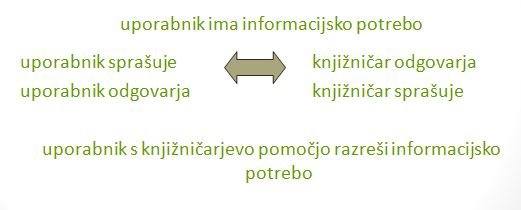 uporabnik ima informacijsko potrebo
uporabnik sprašuje knjižničar odgovarja
uporabnik odgovarja knjižničar sprašuje
uporabnik s knjižničarjevo pomočjo razreši informacijsko
potrebo